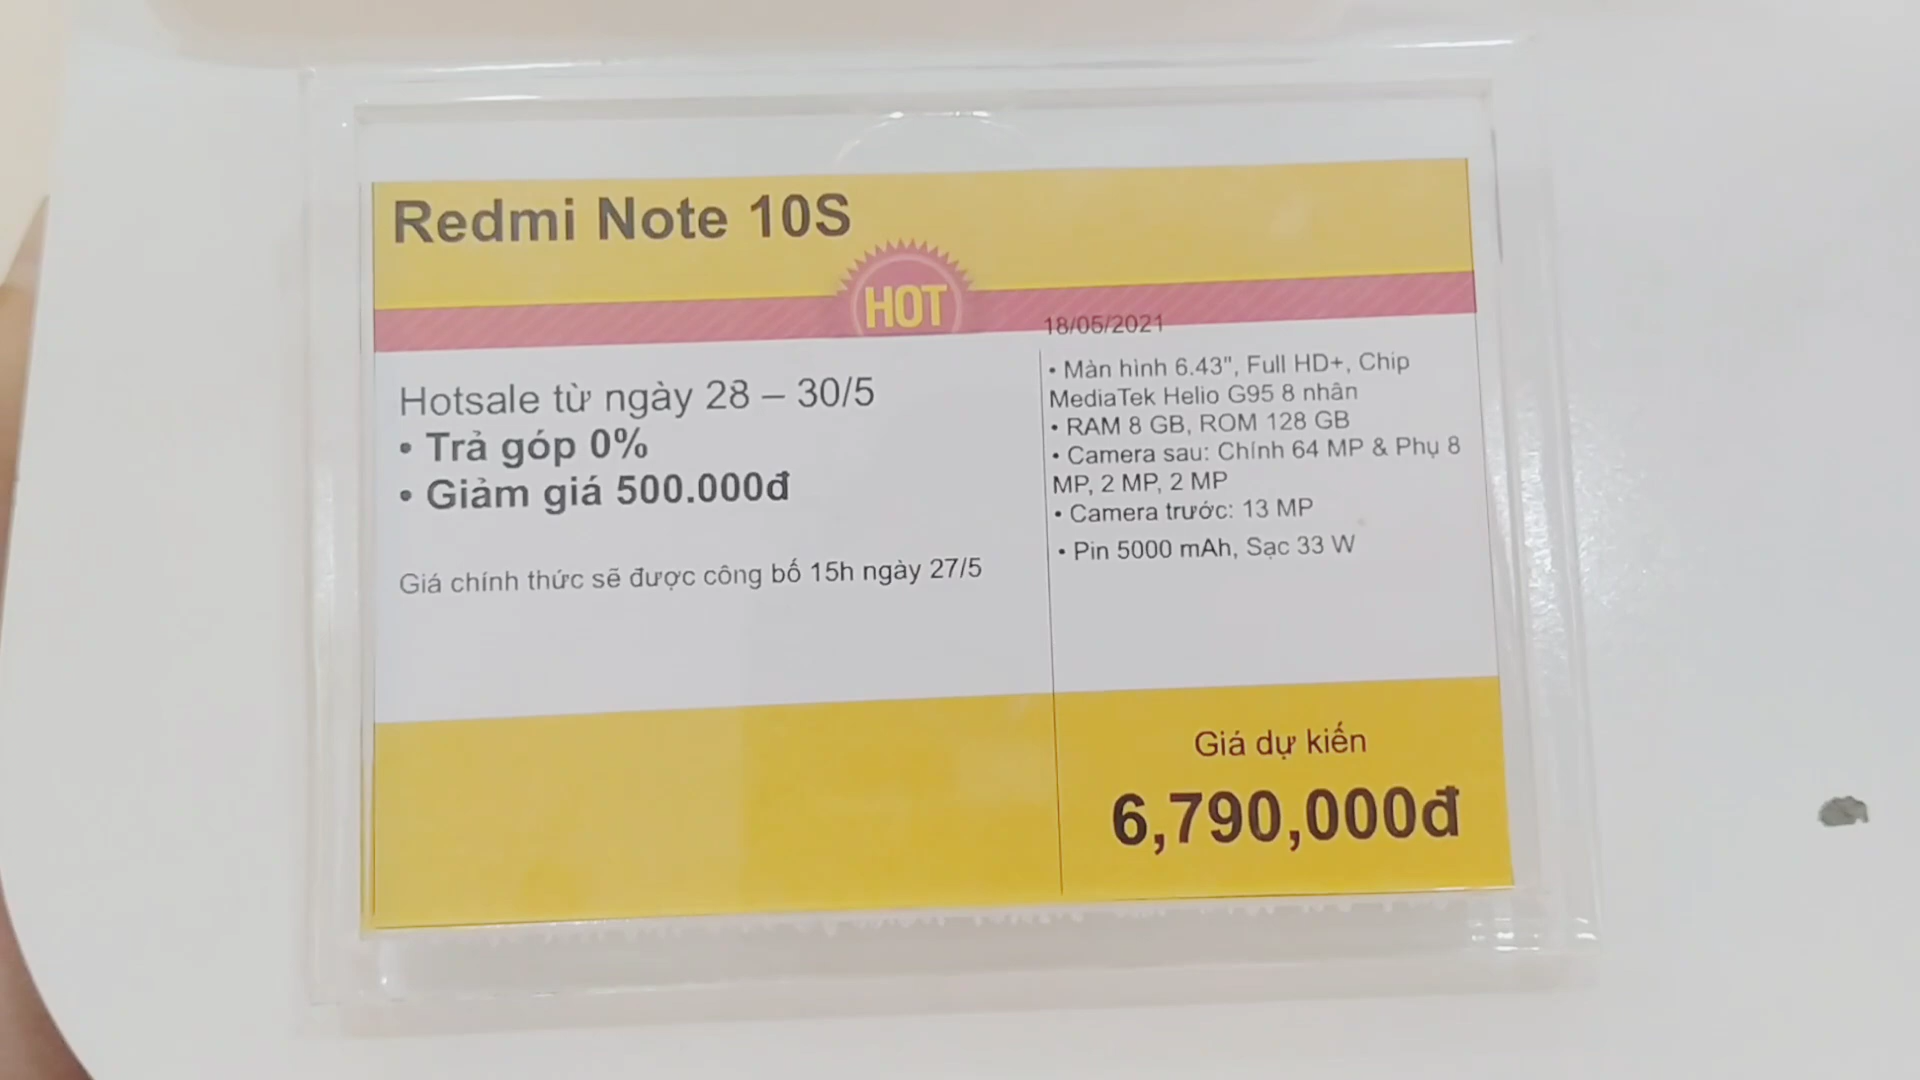 Redmi Note 10S
HOT
Hotsale từ ngày 28 – 30/5
• Trả góp 0%
• Giảm giá 500.000đ
Giá chính thức sẽ được công bố 15h ngày 27/5
18/05/2021
• Màn hình 6.43", Full HD+, Chip
MediaTek Helio G95 8 nhân
• RAM 8 GB, ROM 128 GB
• Camera sau: Chính 64 MP & Phụ 8
MP, 2 MP, 2 MP
• Camera trước: 13 MP
• Pin 5000 mAh, Sạc 33 W
Giá dự kiến
6,790,000đ